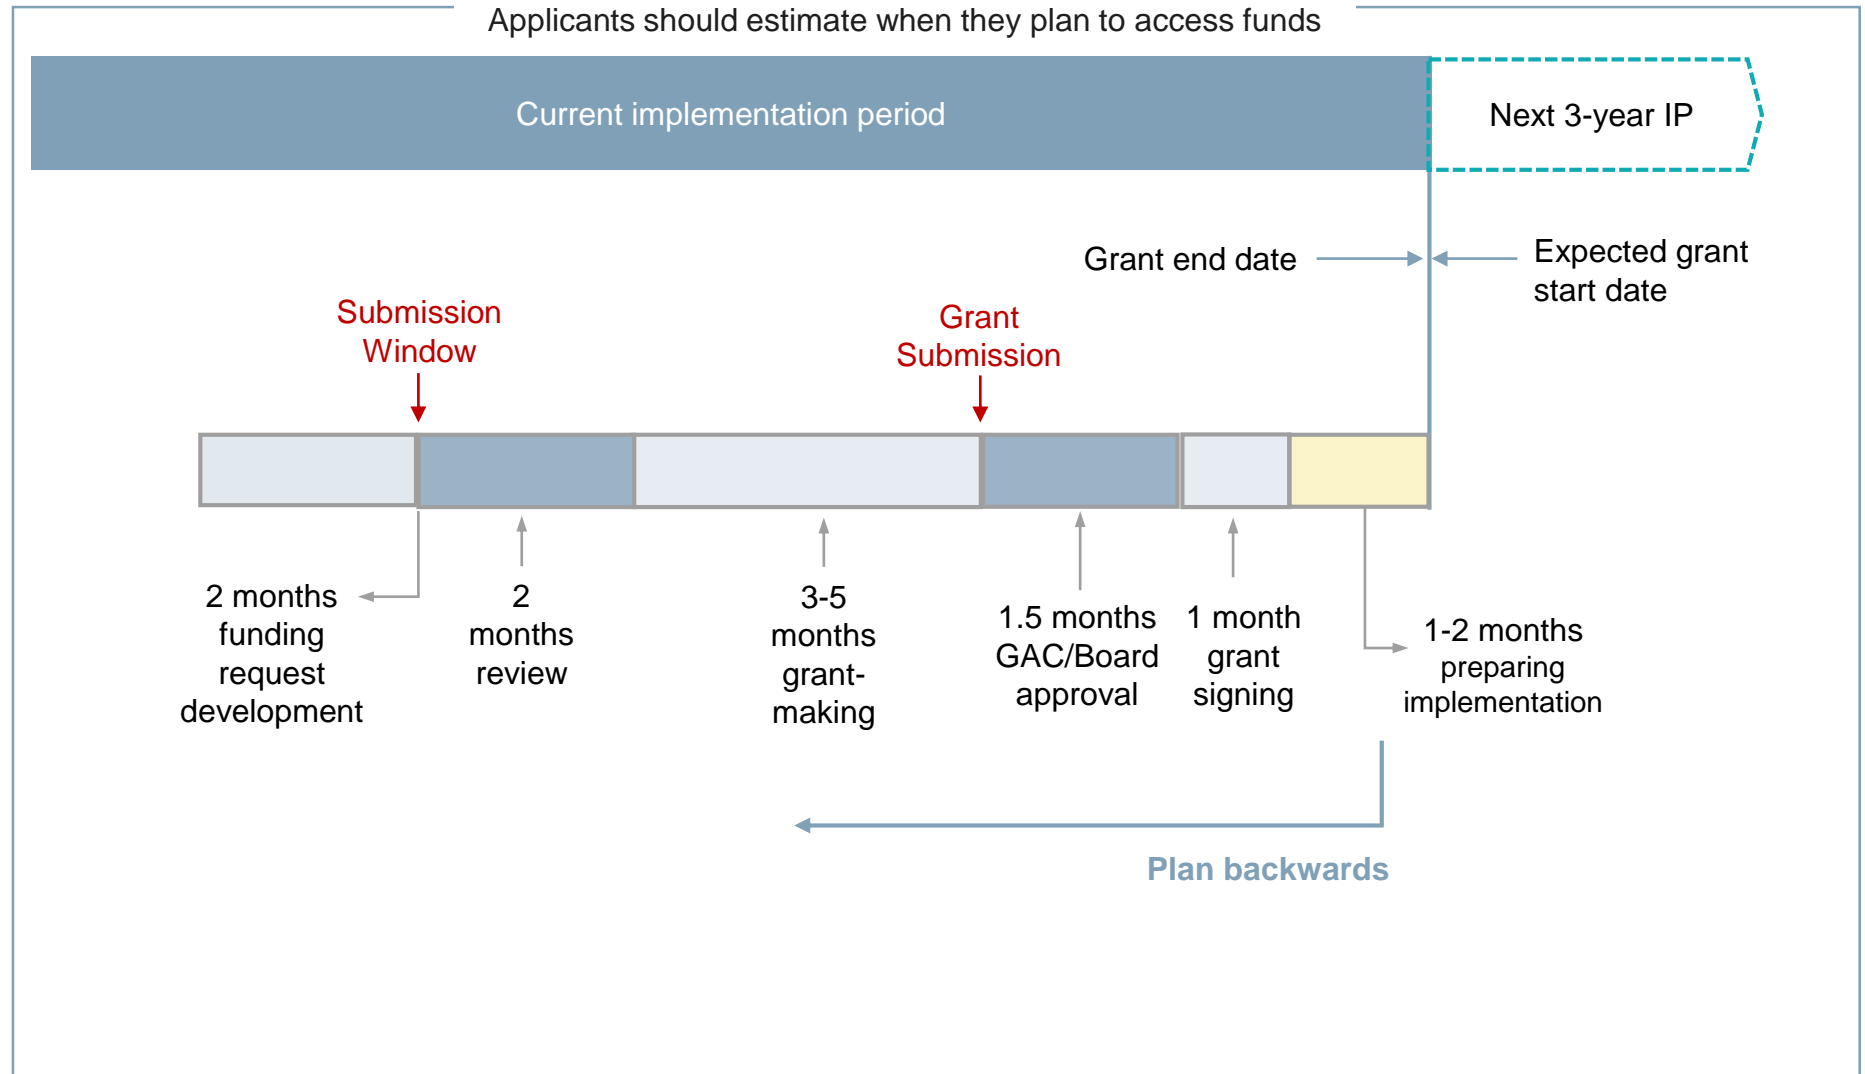 Applicants should estimate when they plan to access funds
Current implementation period
Next 3-year IP
Grant end date
Expected grant
start date
Submission
Window
Grant
Submission
2 months
funding
request
development
2
months
review
3-5
months
grant-
making
1.5 months
GAC/Board
approval
1 month
grant
signing
1-2 months
preparing
implementation
Plan backwards